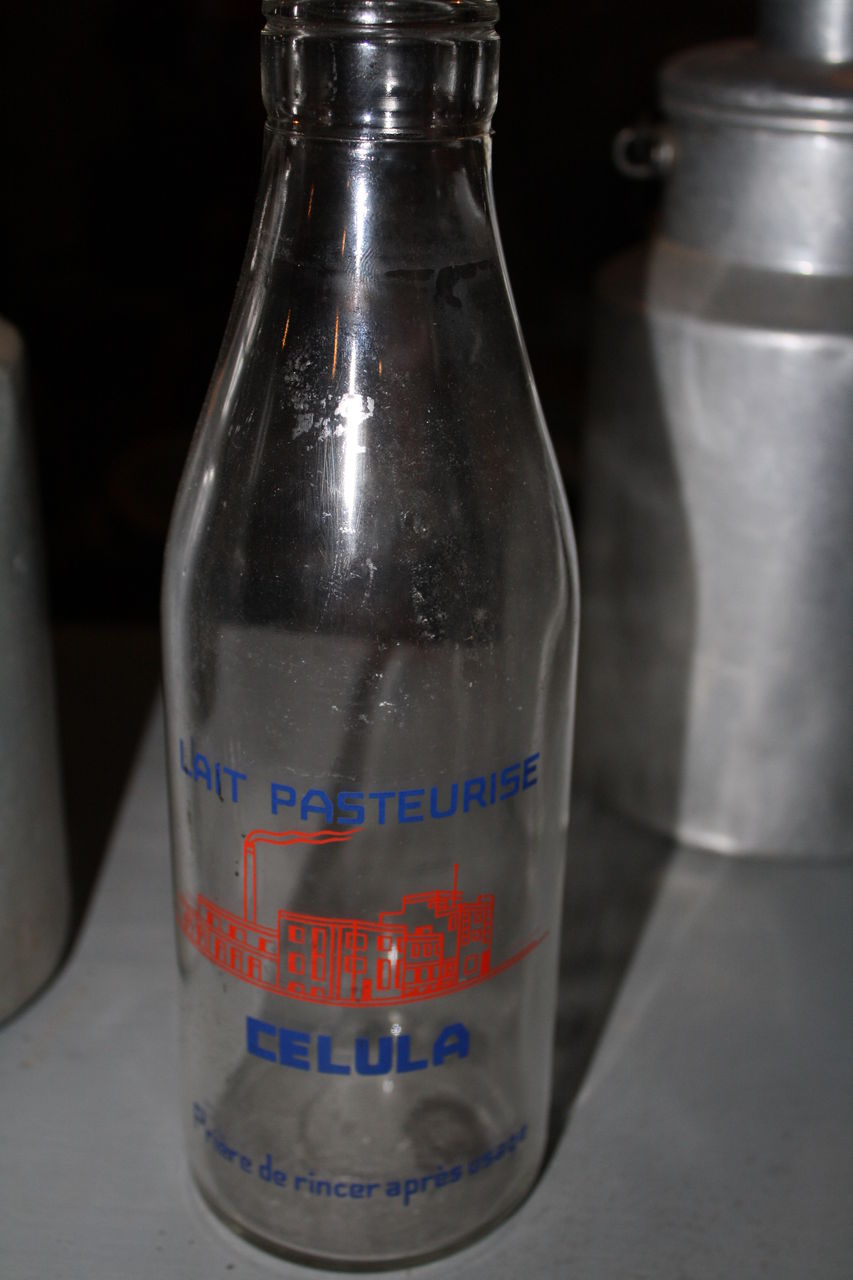 LAIT PASTEURISE
CELULA
Prière de rincer après usage